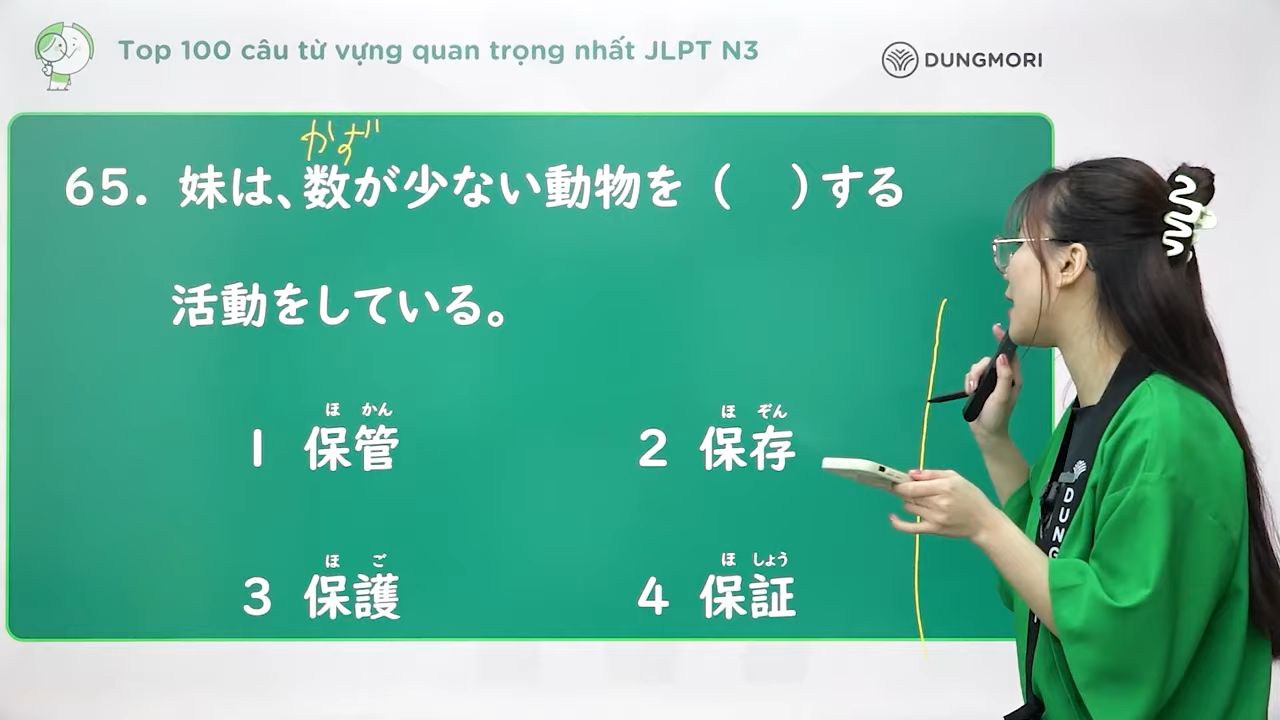 Top 100 câu từ vựng quan trọng nhất JLPT N3
DUNGMORI
かず
65. 妹は、数が少ない動物を（　）する
活動をしている。
ほ かん
1 保管
ほ ぞん
2 保存
ほ ご
3 保護
ほ しょう
4 保証
DUNG